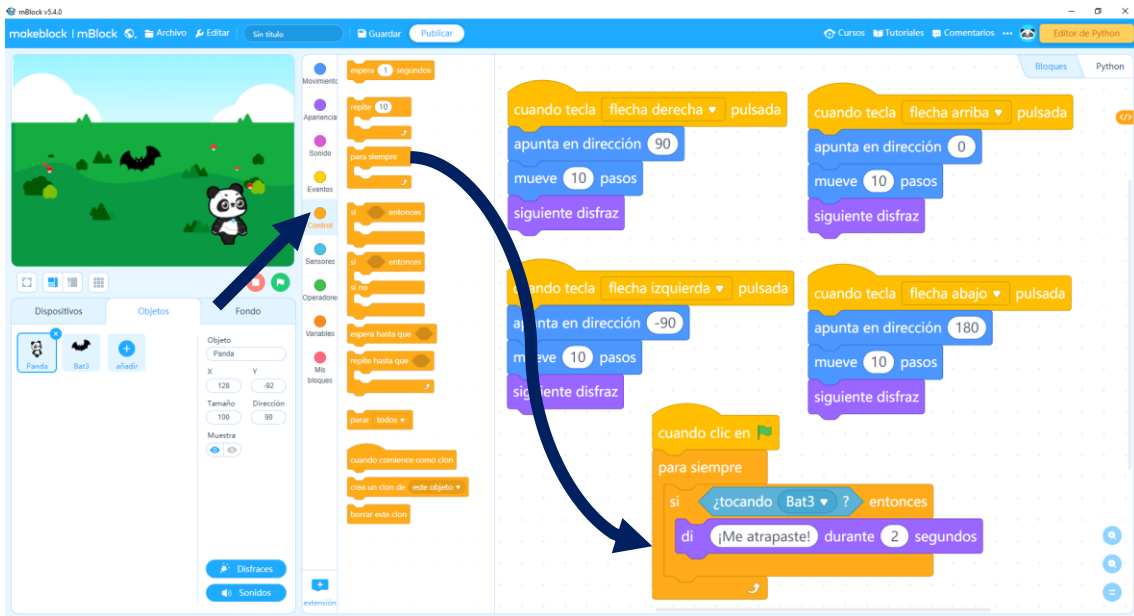 mBlock v5.4.0
makeblock | mBlock Archivo Editar Sin título Guardar Publicar Cursos Tutoriales Comentarios Editor de Python
Bloques Python
Movimiento
Apariencia
Sonido
Eventos
Control
Sensores
Operadores
Variables
Mis
bloques
extensión
espera 1 segundos
repite 10
para siempre
si entonces
si entonces
si no
espera hasta que
repite hasta que
parar todos
cuando comience como clon
crea un clon de este objeto
borrar este clon
Dispositivos Objetos Fondo
Panda
Bat3
añadir
Objeto
Panda
X Y
128 -92
Tamaño Dirección
100 90
Muestra
Disfraces
Sonidos
cuando tecla flecha derecha pulsada
apunta en dirección 90
mueve 10 pasos
siguiente disfraz
cuando tecla flecha arriba pulsada
apunta en dirección 0
mueve 10 pasos
siguiente disfraz
cuando tecla flecha izquierda pulsada
apunta en dirección -90
mueve 10 pasos
siguiente disfraz
cuando tecla flecha abajo pulsada
apunta en dirección 180
mueve 10 pasos
siguiente disfraz
cuando clic en
para siempre
si ¿tocando Bat3 ? entonces
di ¡Me atrapaste! durante 2 segundos